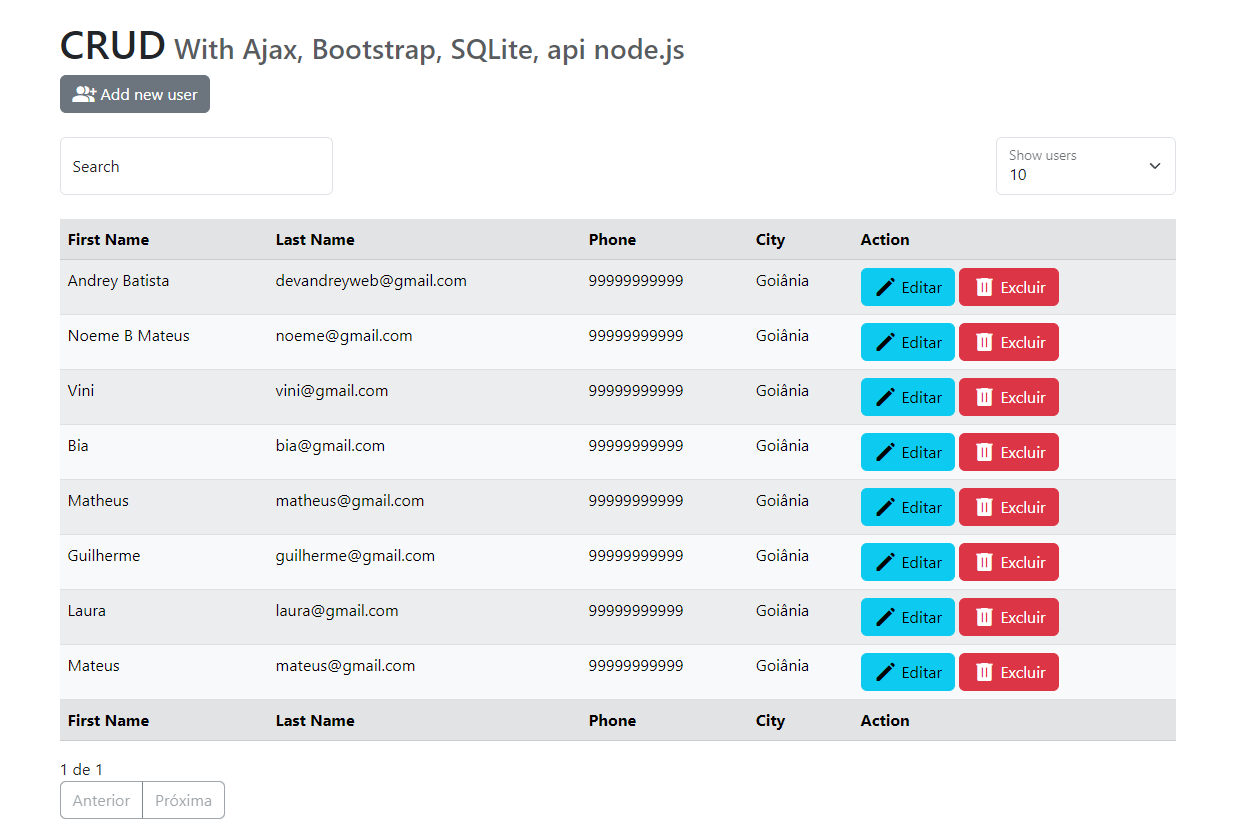 CRUD With Ajax, Bootstrap, SQLite, api node.js
Add new user
Search
Show users
10
First Name Last Name Phone City Action
Andrey Batista devandreyweb@gmail.com 99999999999 Goiânia Editar Excluir
Noeme B Mateus noeme@gmail.com 99999999999 Goiânia Editar Excluir
Vini vini@gmail.com 99999999999 Goiânia Editar Excluir
Bia bia@gmail.com 99999999999 Goiânia Editar Excluir
Matheus matheus@gmail.com 99999999999 Goiânia Editar Excluir
Guilherme guilherme@gmail.com 99999999999 Goiânia Editar Excluir
Laura laura@gmail.com 99999999999 Goiânia Editar Excluir
Mateus mateus@gmail.com 99999999999 Goiânia Editar Excluir
First Name Last Name Phone City Action
1 de 1
Anterior Próxima